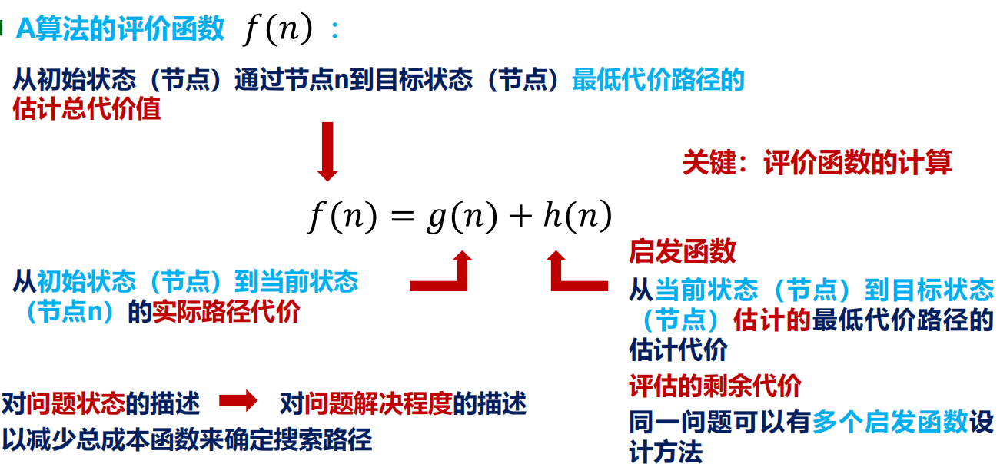 A算法的评价函数 f(n) ：
从初始状态（节点）通过节点n到目标状态（节点）最低代价路径的
估计总代价值
关键：评价函数的计算
f(n) = g(n) + h(n)
从初始状态（节点）到当前状态
（节点n）的实际路径代价
启发函数
从当前状态（节点）到目标状态
（节点）估计的最低代价路径的
估计代价
评估的剩余代价
同一问题可以有多个启发函数设
计方法
对问题状态的描述 对问题解决程度的描述
以减少总成本函数来确定搜索路径